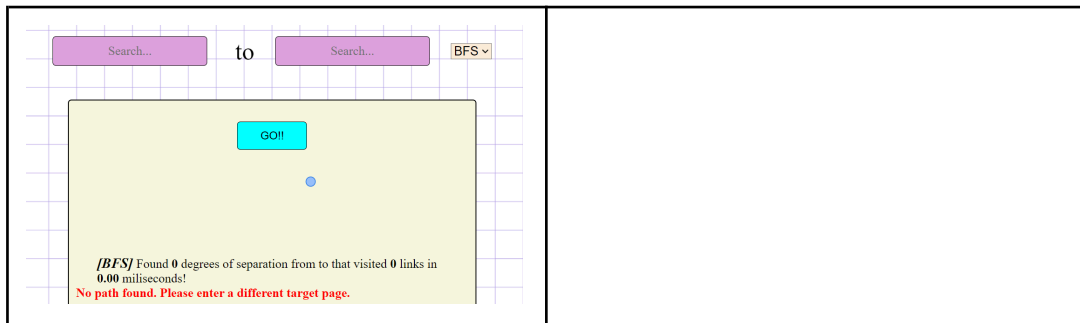 Search...
to
Search...
BFS
GO!!
[BFS] Found 0 degrees of separation from to that visited 0 links in
0.00 miliseconds!
No path found. Please enter a different target page.